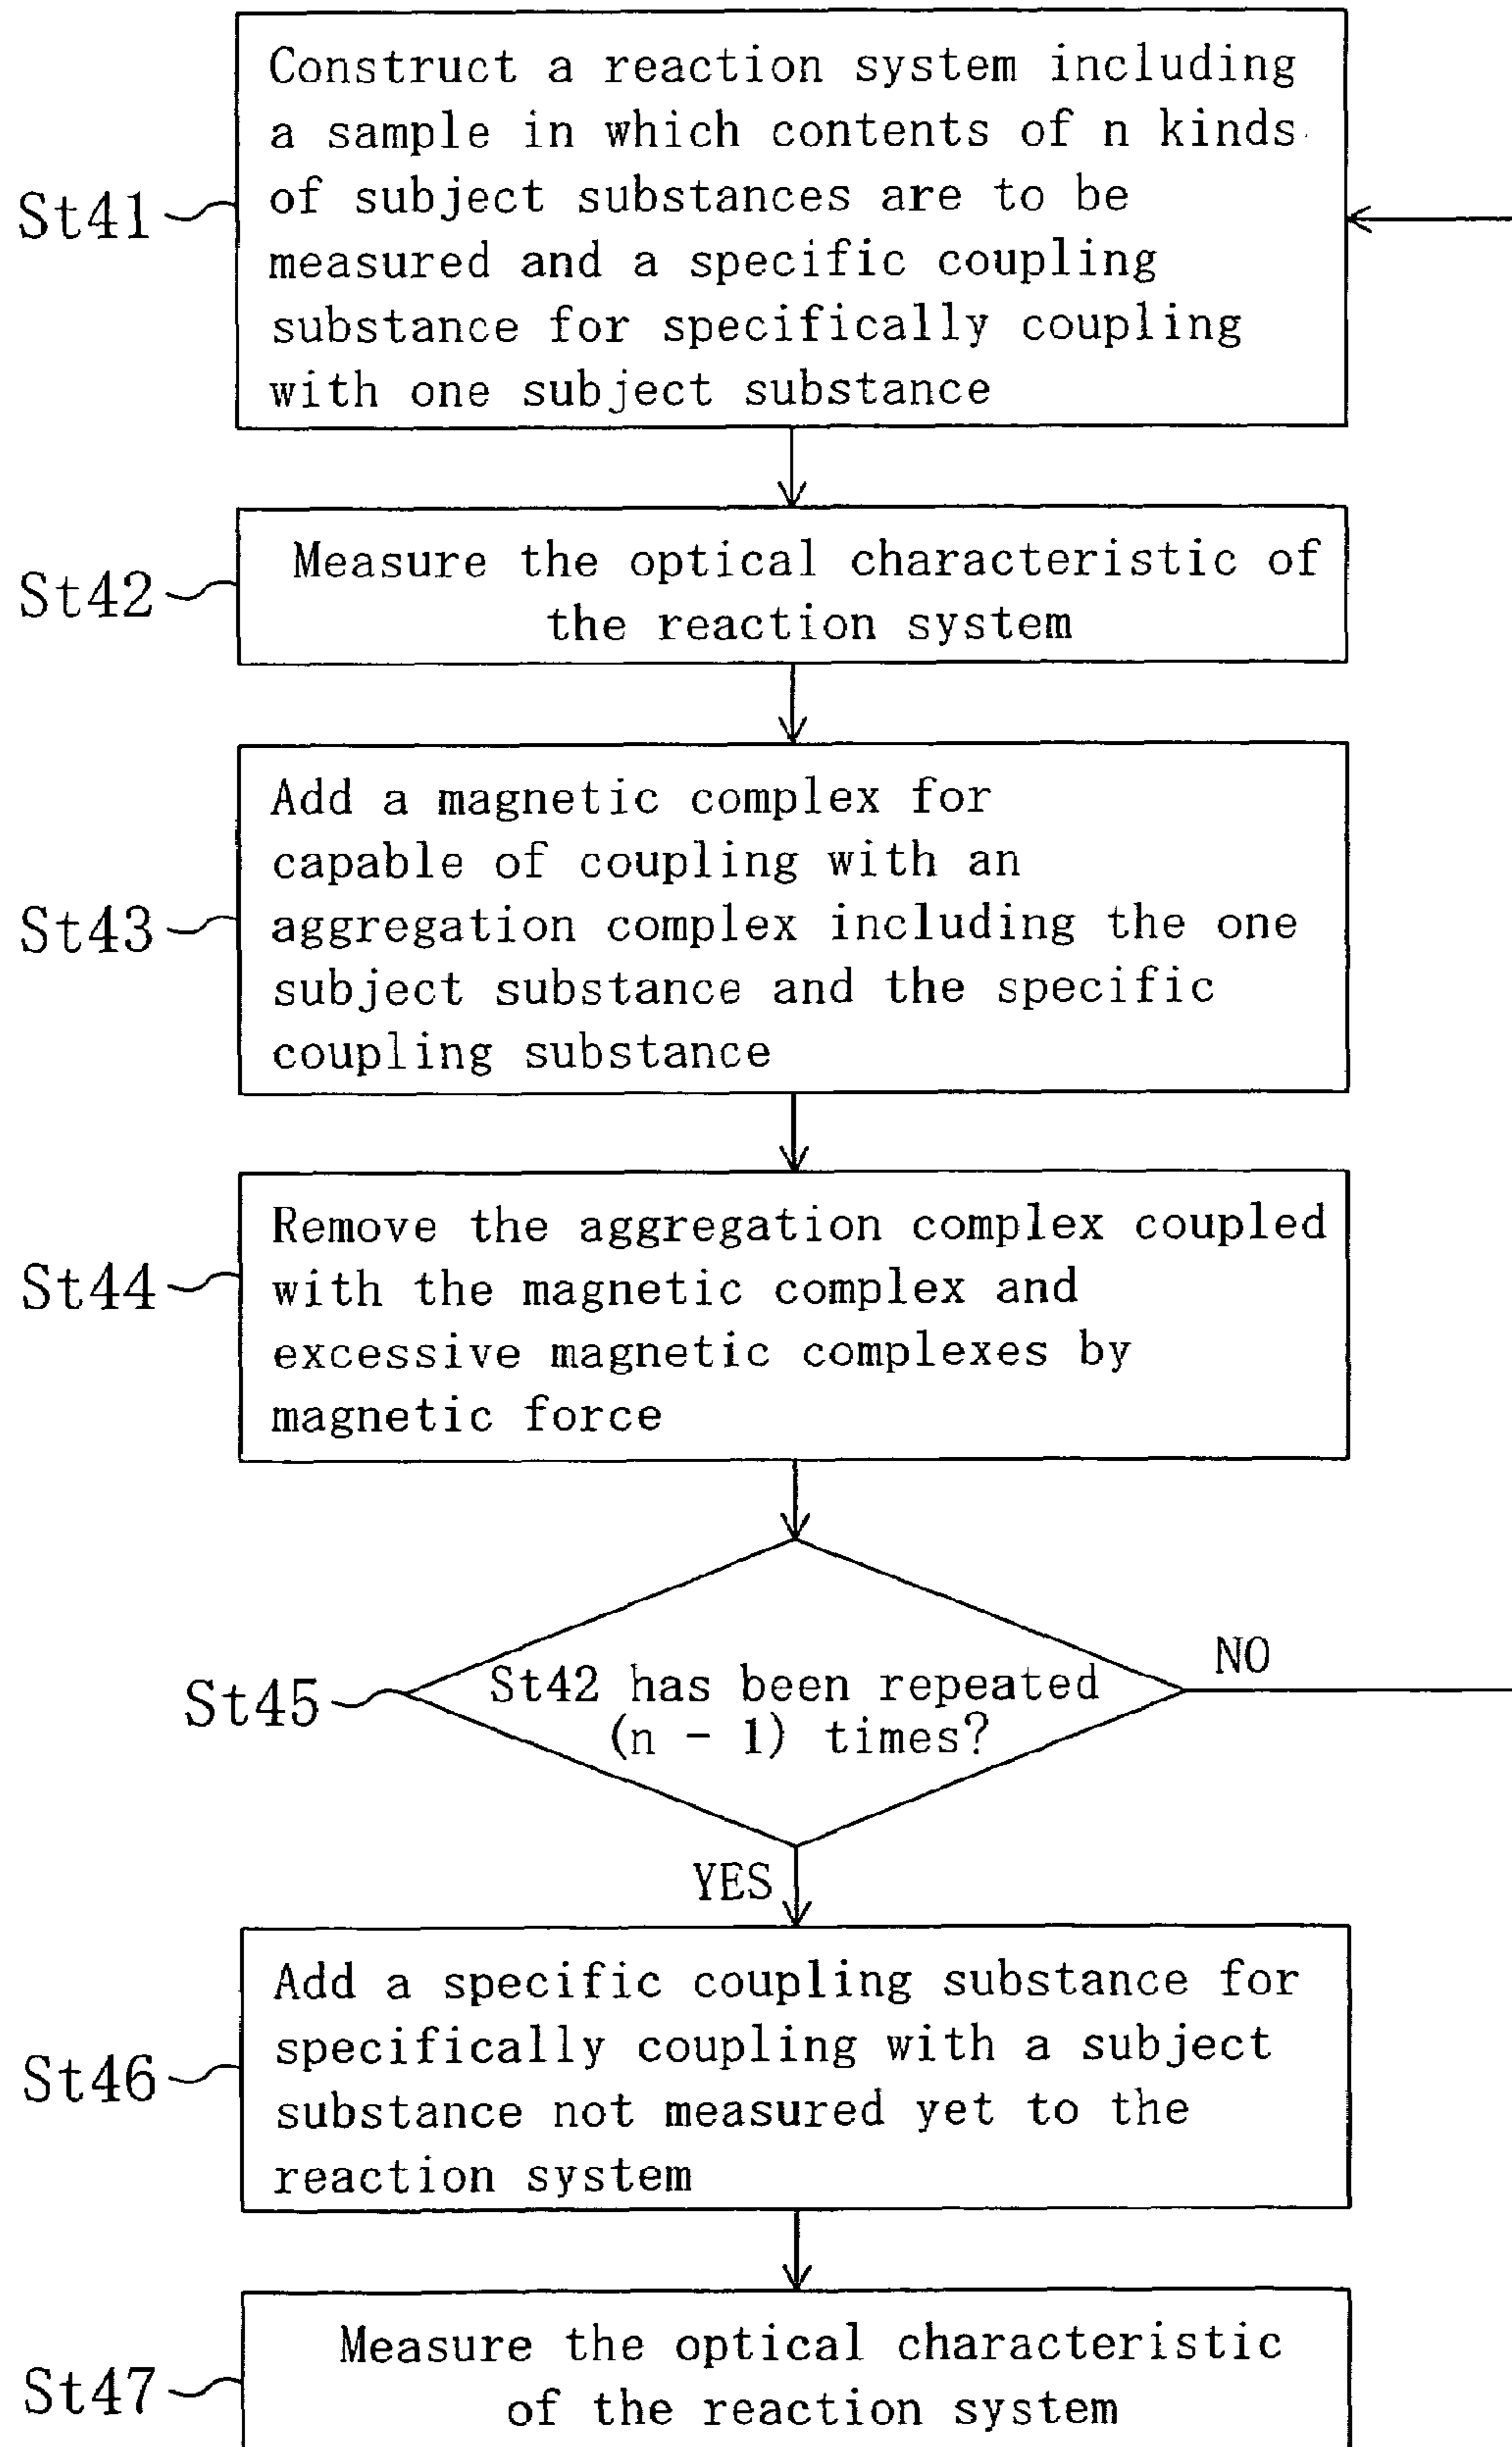 Construct a reaction system including
a sample in which contents of n kinds
of subject substances are to be
measured and a specific coupling
substance for specifically coupling
with one subject substance
St41
Measure the optical characteristic of
the reaction system
St42
Add a magnetic complex for
capable of coupling with an
aggregation complex including the one
subject substance and the specific
coupling substance
St43
Remove the aggregation complex coupled
with the magnetic complex and
excessive magnetic complexes by
magnetic force
St44
St42 has been repeated
(n - 1) times?
St45
NO
YES
Add a specific coupling substance for
specifically coupling with a subject
substance not measured yet to the
reaction system
St46
Measure the optical characteristic
of the reaction system
St47